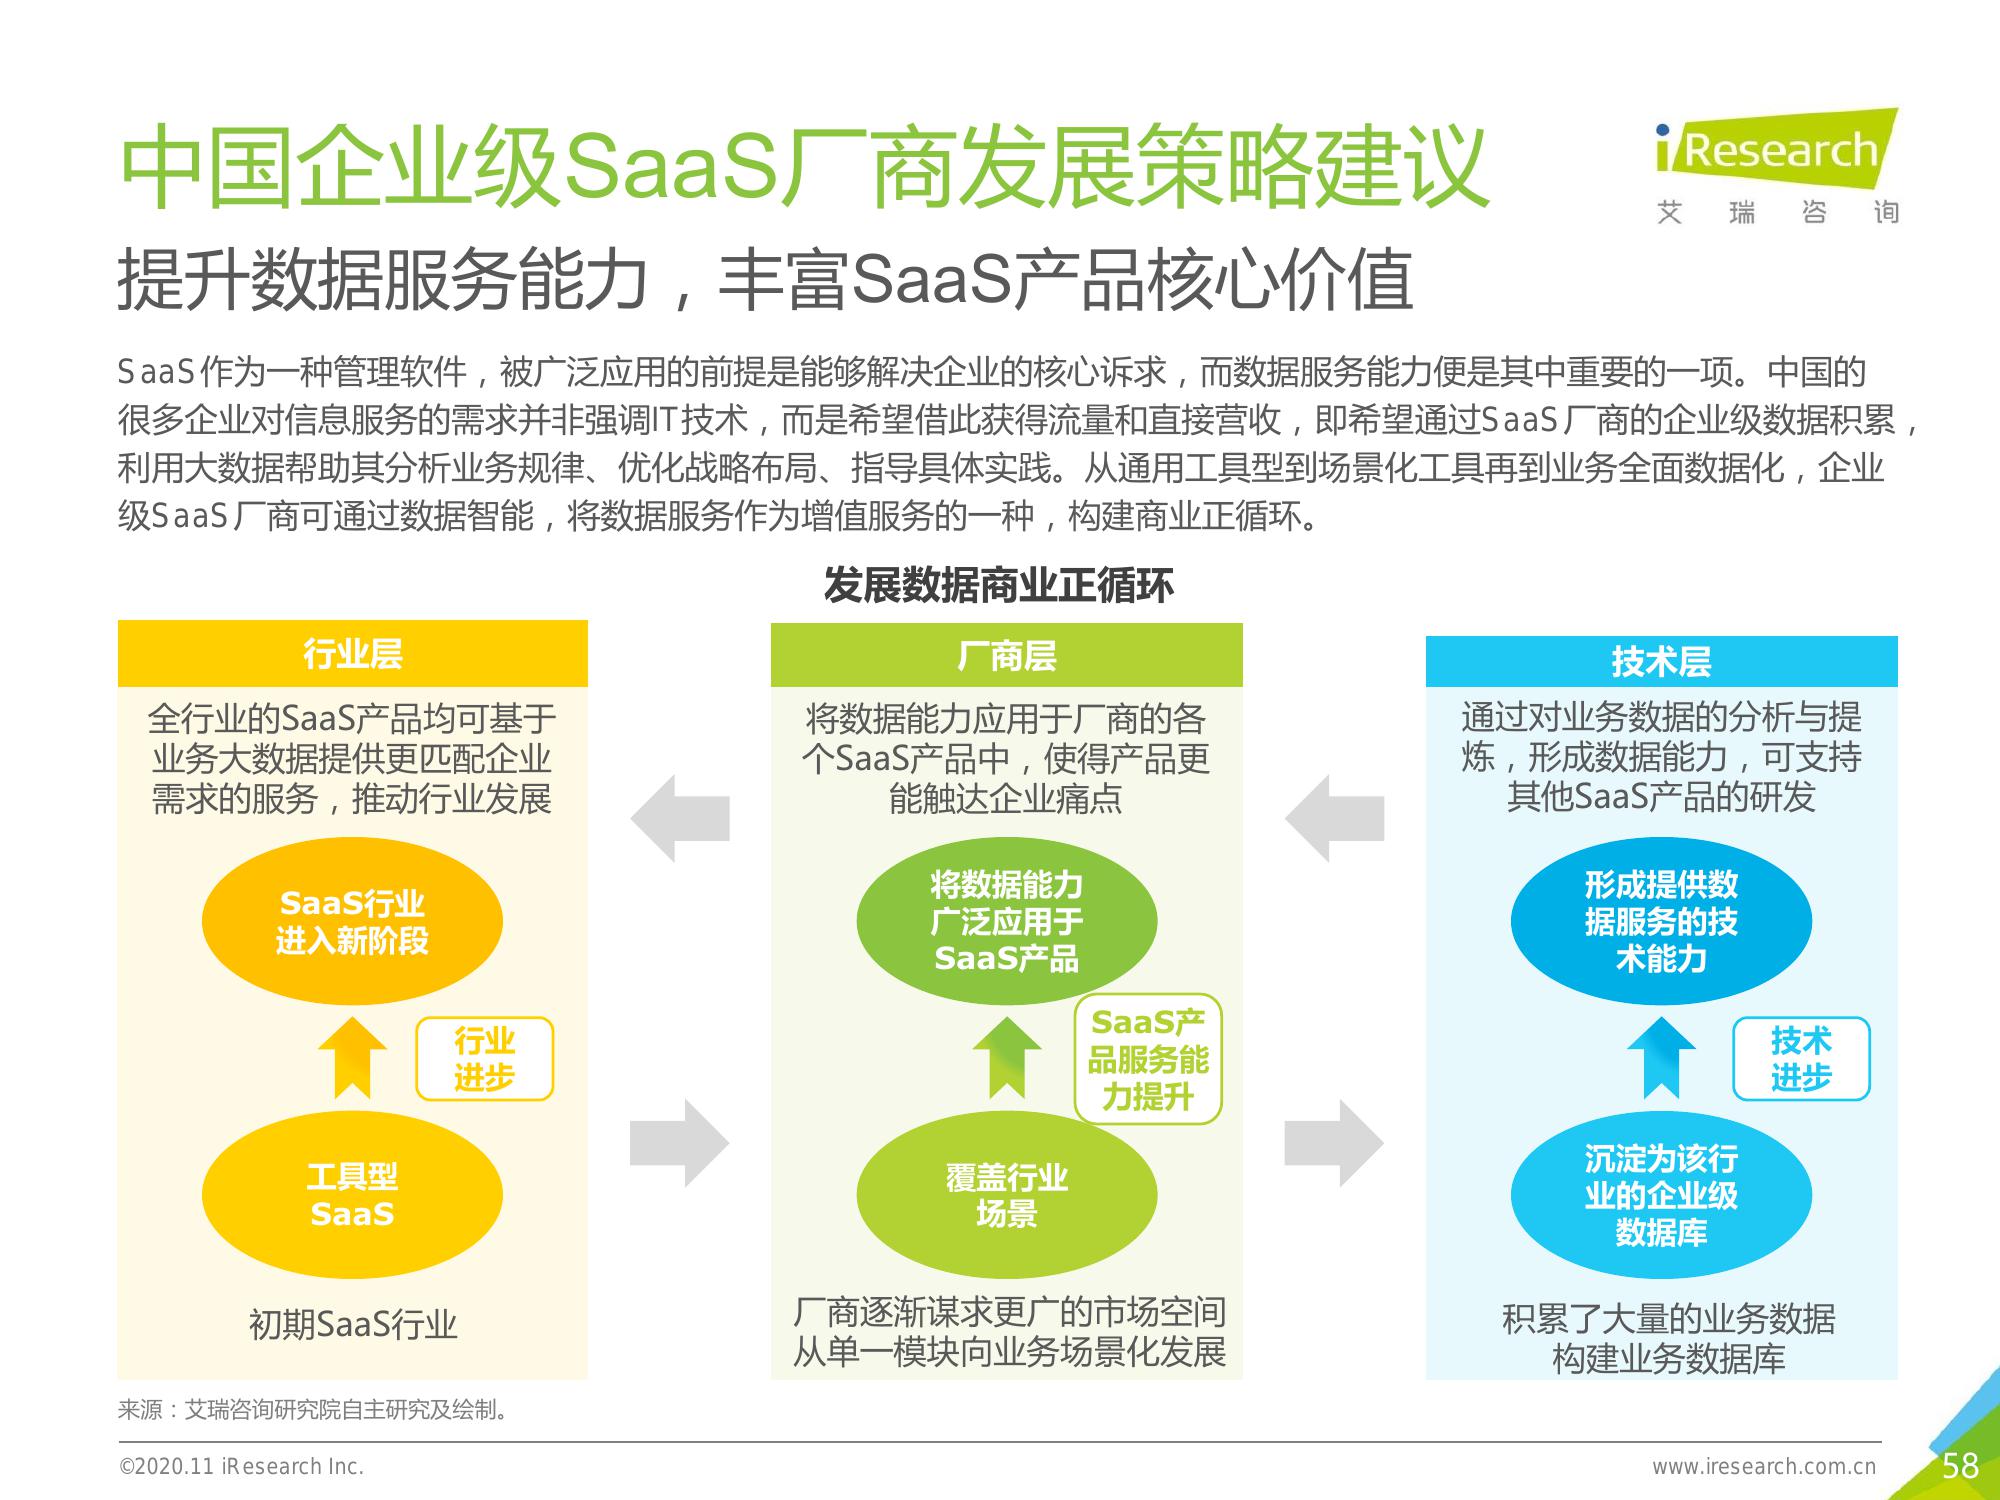 中国企业级SaaS厂商发展策略建议
iResearch
艾瑞咨询
提升数据服务能力，丰富SaaS产品核心价值
SaaS作为一种管理软件，被广泛应用的前提是能够解决企业的核心诉求，而数据服务能力便是其中重要的一项。中国的
很多企业对信息服务的需求并非强调IT技术，而是希望借此获得流量和直接营收，即希望通过SaaS厂商的企业级数据积累，
利用大数据帮助其分析业务规律、优化战略布局、指导具体实践。从通用工具型到场景化工具再到业务全面数据化，企业
级SaaS厂商可通过数据智能，将数据服务作为增值服务的一种，构建商业正循环。
发展数据商业正循环
行业层
全行业的SaaS产品均可基于
业务大数据提供更匹配企业
需求的服务，推动行业发展
SaaS行业
进入新阶段
行业
进步
工具型
SaaS
初期SaaS行业
厂商层
将数据能力应用于厂商的各
个SaaS产品中，使得产品更
能触达企业痛点
将数据能力
广泛应用于
SaaS产品
SaaS产
品服务能
力提升
覆盖行业
场景
厂商逐渐谋求更广的市场空间
从单一模块向业务场景化发展
技术层
通过对业务数据的分析与提
炼，形成数据能力，可支持
其他SaaS产品的研发
形成提供数
据服务的技
术能力
技术
进步
沉淀为该行
业的企业级
数据库
积累了大量的业务数据
构建业务数据库
来源：艾瑞咨询研究院自主研究及绘制。
©2020.11 iResearch Inc.
www.iresearch.com.cn
58